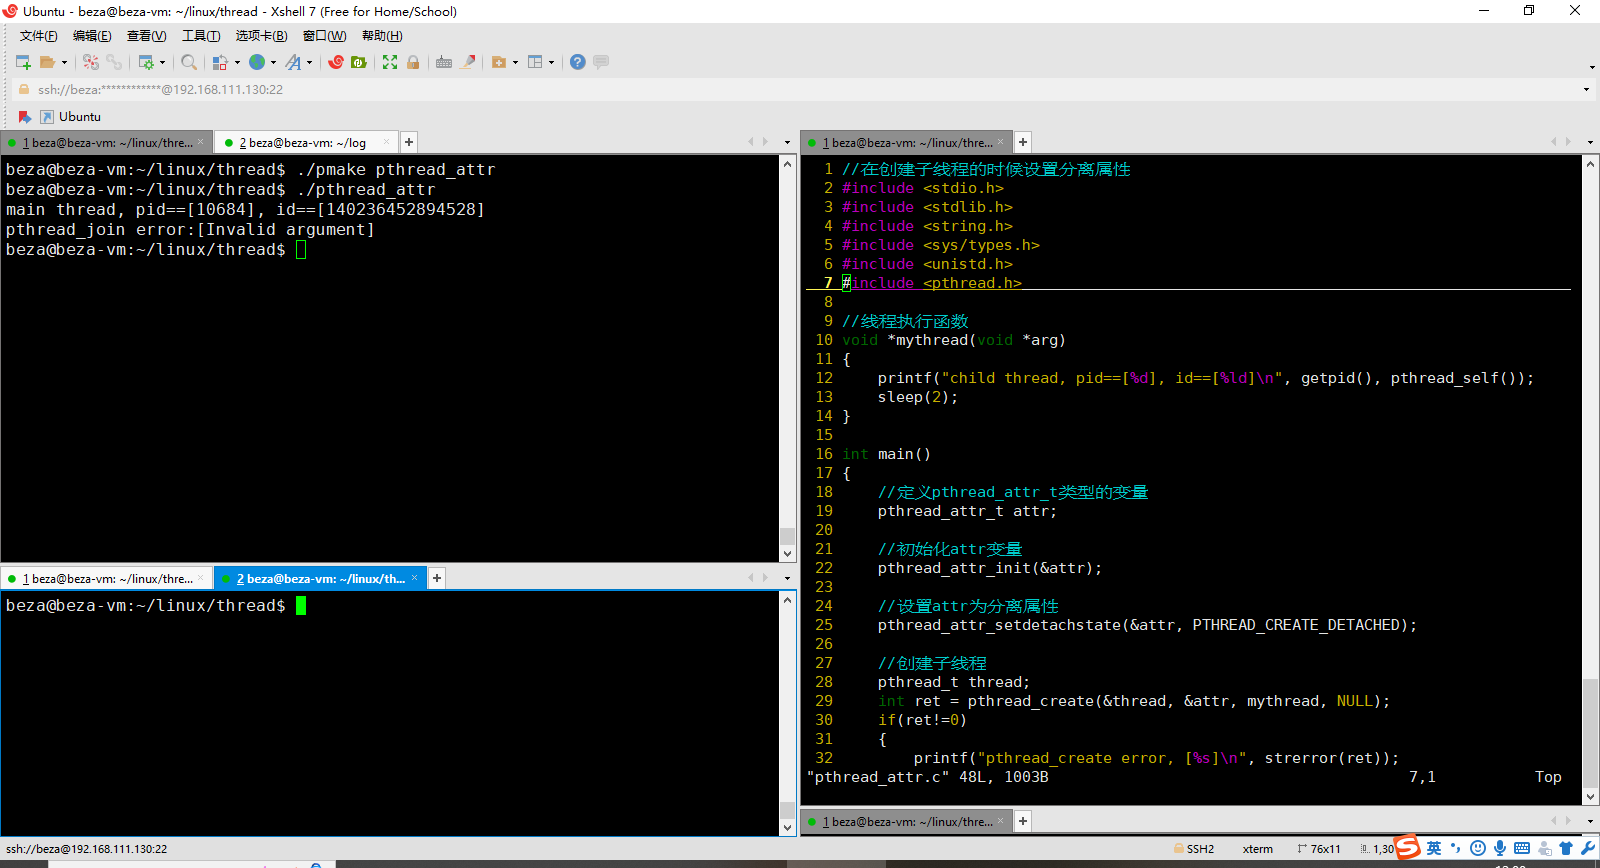 Ubuntu - beza@beza-vm: ~/linux/thread - Xshell 7 (Free for Home/School)
文件(F) 编辑(E) 查看(V) 工具(T) 选项卡(B) 窗口(W) 帮助(H)
ssh://beza:************@192.168.111.130:22
Ubuntu
1 beza@beza-vm: ~/linux/thre...
2 beza@beza-vm: ~/log
beza@beza-vm:~/linux/thread$ ./pmake pthread_attr
beza@beza-vm:~/linux/thread$ ./pthread_attr
main thread, pid==[10684], id==[140236452894528]
pthread_join error:[Invalid argument]
beza@beza-vm:~/linux/thread$
1 beza@beza-vm: ~/linux/thre...
2 beza@beza-vm: ~/linux/th...
beza@beza-vm:~/linux/thread$
1 beza@beza-vm: ~/linux/thre...
1 //在创建子线程的时候设置分离属性
2 #include <stdio.h>
3 #include <stdlib.h>
4 #include <string.h>
5 #include <sys/types.h>
6 #include <unistd.h>
7 #include <pthread.h>
8
9 //线程执行函数
10 void *mythread(void *arg)
11 {
12 printf("child thread, pid==[%d], id==[%ld]\n", getpid(), pthread_self());
13 sleep(2);
14 }
15
16 int main()
17 {
18 //定义pthread_attr_t类型的变量
19 pthread_attr_t attr;
20
21 //初始化attr变量
22 pthread_attr_init(&attr);
23
24 //设置attr为分离属性
25 pthread_attr_setdetachstate(&attr, PTHREAD_CREATE_DETACHED);
26
27 //创建子线程
28 pthread_t thread;
29 int ret = pthread_create(&thread, &attr, mythread, NULL);
30 if(ret!=0)
31 {
32 printf("pthread_create error, [%s]\n", strerror(ret));
"pthread_attr.c" 48L, 1003B 7,1 Top
1 beza@beza-vm: ~/linux/thre...
ssh://beza@192.168.111.130:22
SSH2 xterm 76x11 1,30
S 英